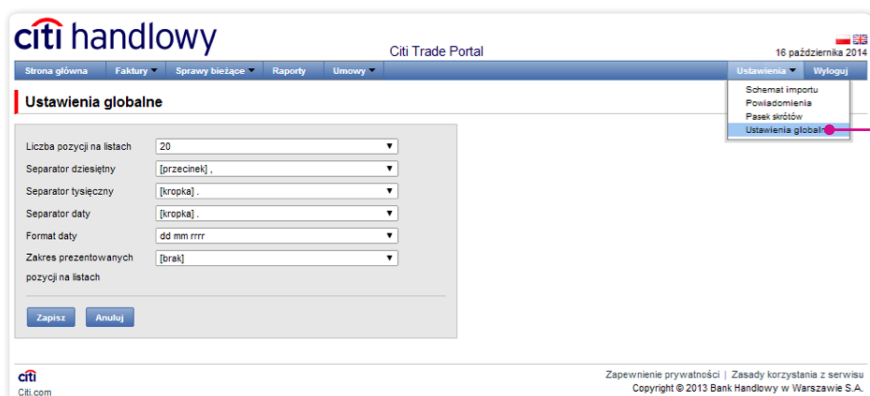 citi handlowy
Citi Trade Portal
16 października 2014
Strona główna Faktury Sprawy bieżące Raporty Umowy Ustawienia Wyloguj
Schemat importu
Powiadomienia
Pasek skrótów
Ustawienia globalne
Ustawienia globalne
Liczba pozycji na listach 20
Separator dziesiętny [przecinek] ,
Separator tysięczny [kropka] .
Separator daty [kropka] .
Format daty dd mm rrrr
Zakres prezentowanych [brak]
pozycji na listach
Zapisz Anuluj
citi
Citi.com
Zapewnienie prywatności | Zasady korzystania z serwisu
Copyright © 2013 Bank Handlowy w Warszawie S.A.